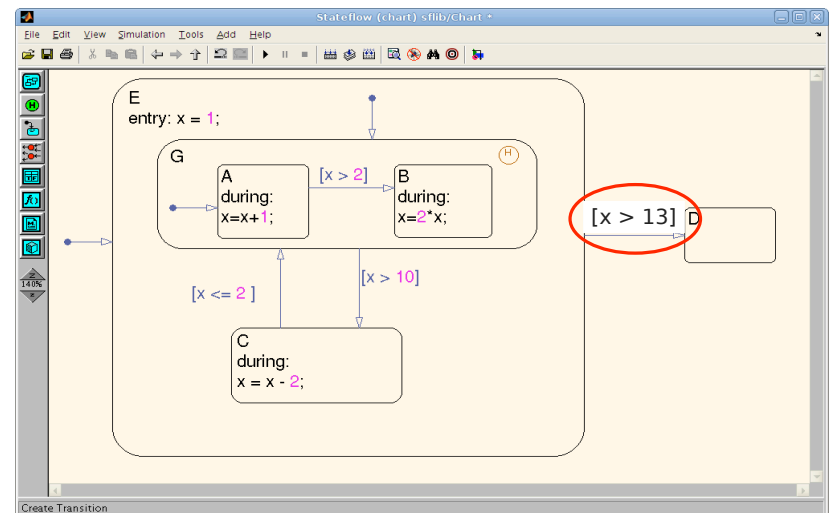 Stateflow (chart) sflib/Chart *
File Edit View Simulation Tools Add Help
E
entry: x = 1;
G
H
A
during:
x=x+1;
[x > 2]
B
during:
x=2*x;
[x > 13]
D
[x <= 2 ]
[x > 10]
C
during:
x = x - 2;
H
140%
Create Transition